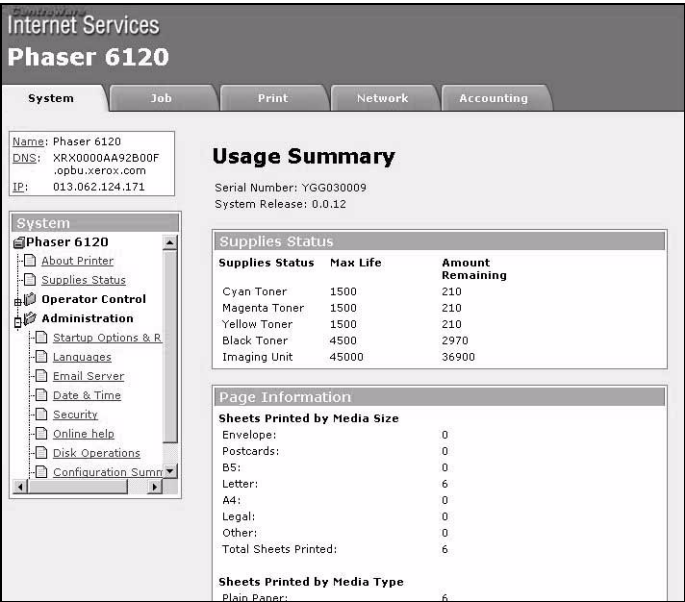 CentreWare
Internet Services
Phaser 6120
System
Job
Print
Network
Accounting
Name: Phaser 6120
DNS: XRX0000AA92B00F
.opbu.xerox.com
IP: 013.062.124.171
System
Phaser 6120
About Printer
Supplies Status
Operator Control
Administration
Startup Options & R
Languages
Email Server
Date & Time
Security
Online help
Disk Operations
Configuration Summ
Usage Summary
Serial Number: YGG030009
System Release: 0.0.12
Supplies Status
Supplies Status Max Life Amount
Remaining
Cyan Toner 1500 210
Magenta Toner 1500 210
Yellow Toner 1500 210
Black Toner 4500 2970
Imaging Unit 45000 36900
Page Information
Sheets Printed by Media Size
Envelope: 0
Postcards: 0
B5: 0
Letter: 6
A4: 0
Legal: 0
Other: 0
Total Sheets Printed: 6
Sheets Printed by Media Type
Plain Paper: 6